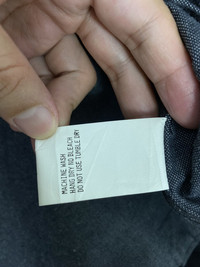 MACHINE WASH
HANG DRY NO BLEACH
DO NOT USE TUMBLE DRY